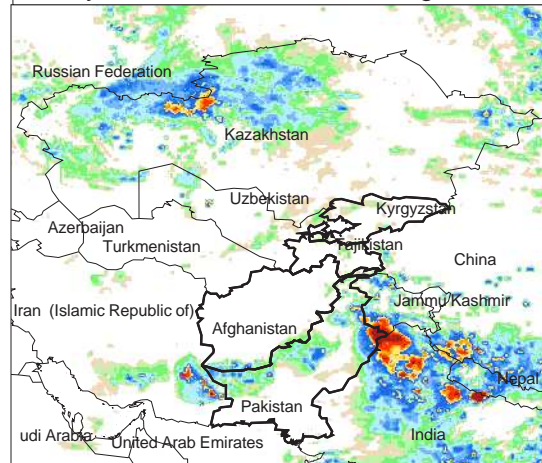 Russian Federation
Kazakhstan
Uzbekistan
Kyrgyzstan
Azerbaijan
Turkmenistan
Tajikistan
China
Iran (Islamic Republic of)
Jammu Kashmir
Afghanistan
Nepal
Pakistan
udi Arabia
United Arab Emirates
India